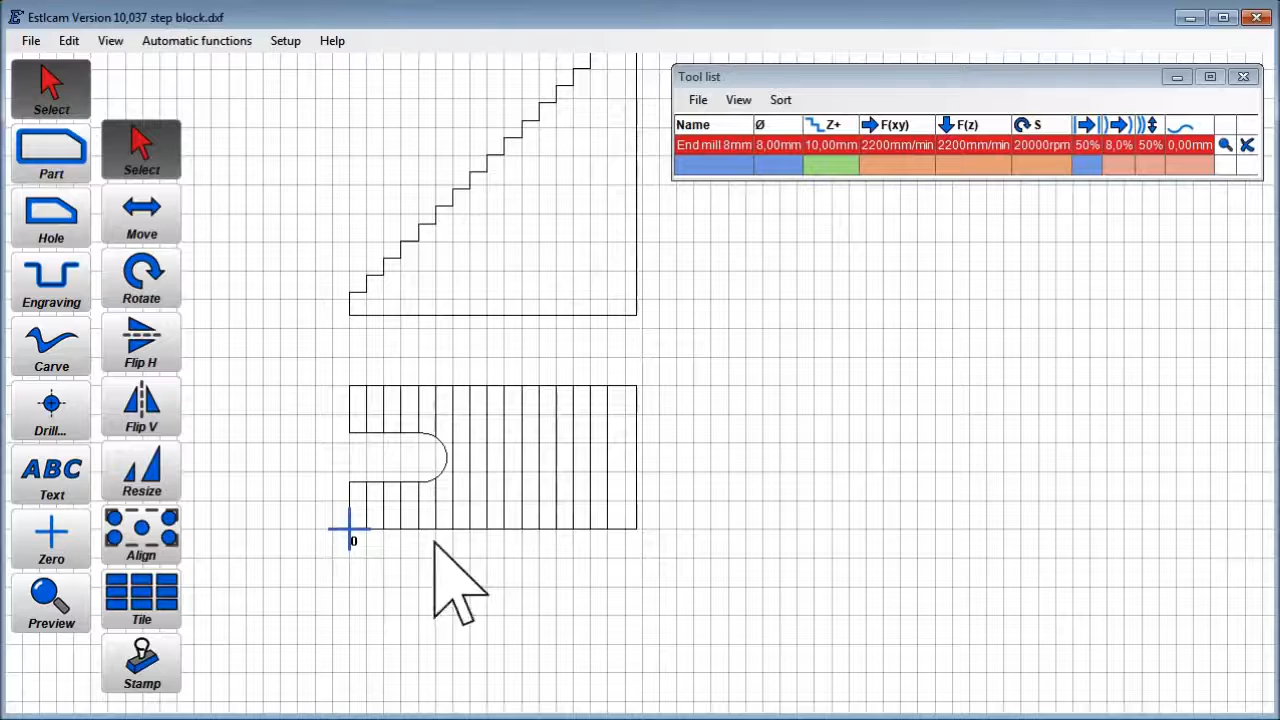 Estlcam Version 10,037 step block.dxf
File Edit View Automatic functions Setup Help
Select
Part
Hole
Engraving
Carve
Drill...
ABC
Text
Zero
Preview
Select
Move
Rotate
Flip H
Flip V
Resize
Align
Tile
Stamp
0
Tool list
File View Sort
Name Ø Z+ F(xy) F(z) S
End mill 8mm 8,00mm 10,00mm 2200mm/min 2200mm/min 20000rpm 50% 8,0% 50% 0,00mm